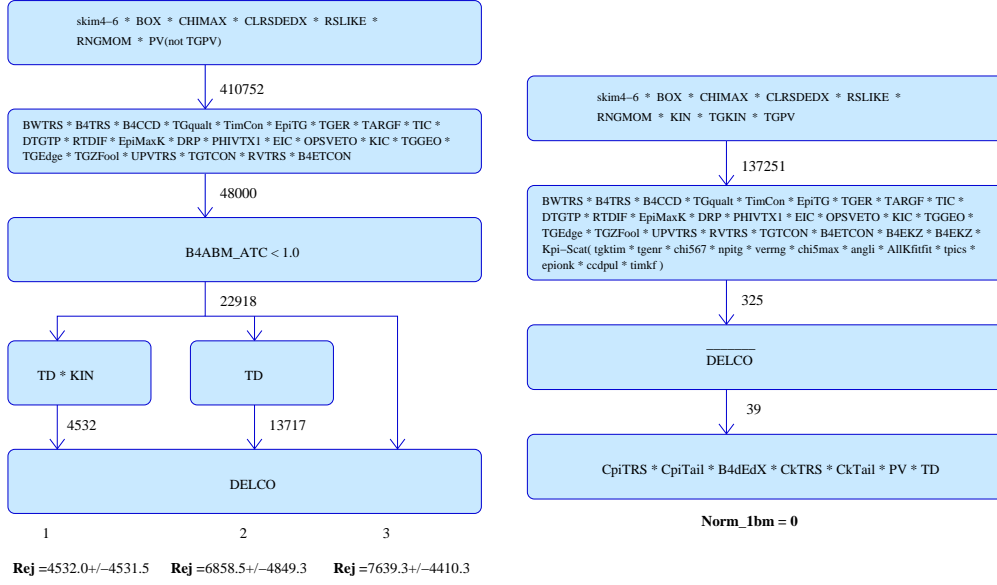 skim4−6 * BOX * CHIMAX * CLRSDEDX * RSLIKE *
RNGMOM * PV(not TGPV)
410752
BWTRS * B4TRS * B4CCD * TGqualt * TimCon * EpiTG * TGER * TARGF * TIC *
DTGTP * RTDIF * EpiMaxK * DRP * PHIVTX1 * EIC * OPSVETO * KIC * TGGEO *
TGEdge * TGZFool * UPVTRS * TGTCON * RVTRS * B4ETCON
48000
B4ABM_ATC < 1.0
22918
TD * KIN
TD
4532
13717
DELCO
1
2
3
Rej =4532.0+/−4531.5
Rej =6858.5+/−4849.3
Rej =7639.3+/−4410.3
skim4−6 * BOX * CHIMAX * CLRSDEDX * RSLIKE *
RNGMOM * KIN * TGKIN * TGPV
137251
BWTRS * B4TRS * B4CCD * TGqualt * TimCon * EpiTG * TGER * TARGF * TIC *
DTGTP * RTDIF * EpiMaxK * DRP * PHIVTX1 * EIC * OPSVETO * KIC * TGGEO *
TGEdge * TGZFool * UPVTRS * RVTRS * TGTCON * B4ETCON * B4EKZ * B4EKZ *
Kpi−Scat( tgktim * tgenr * chi567 * npitg * verrng * chi5max * angli * AllKfitfit * tpics *
epionk * ccdpul * timkf )
325
DELCO
39
CpiTRS * CpiTail * B4dEdX * CkTRS * CkTail * PV * TD
Norm_1bm = 0